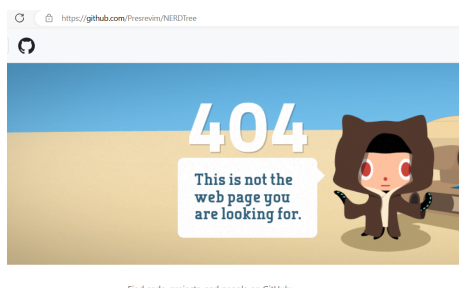 https://github.com/Presrevim/NERDTree
404
This is not the
web page you
are looking for.